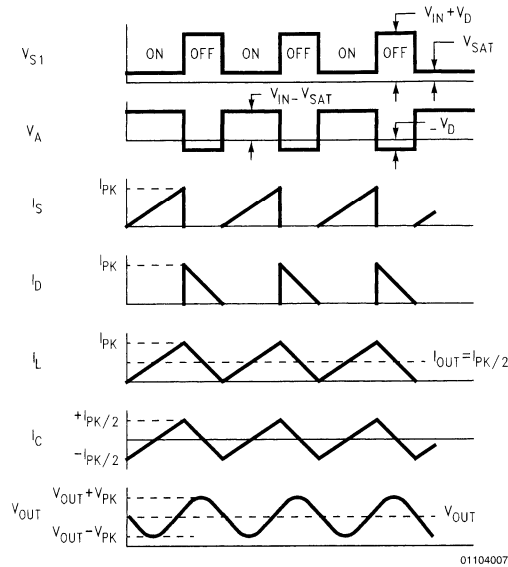 V_IN + V_D
V_S1
ON OFF ON OFF ON OFF
V_SAT
V_IN – V_SAT
V_A
– V_D
I_PK
I_S
I_PK
I_D
I_PK
I_L
I_OUT = I_PK/2
+I_PK/2
I_C
–I_PK/2
V_OUT + V_PK
V_OUT
V_OUT
V_OUT – V_PK
01104007